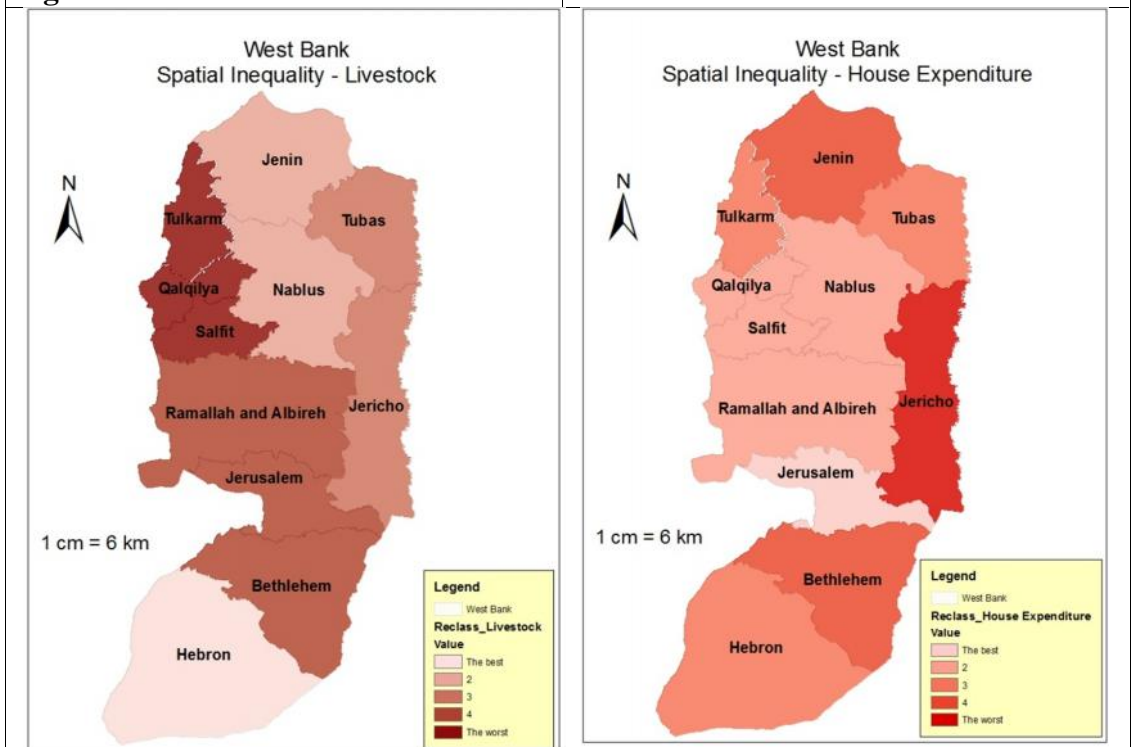 West Bank
Spatial Inequality - Livestock
N
Jenin
Tulkarm
Tubas
Qalqilya
Nablus
Salfit
Ramallah and Albireh
Jericho
Jerusalem
1 cm = 6 km
Bethlehem
Hebron
Legend
West Bank
Reclass_Livestock
Value
The best
2
3
4
The worst
West Bank
Spatial Inequality - House Expenditure
N
Jenin
Tulkarm
Tubas
Qalqilya
Nablus
Salfit
Ramallah and Albireh
Jericho
Jerusalem
1 cm = 6 km
Bethlehem
Hebron
Legend
West Bank
Reclass_House Expenditure
Value
The best
2
3
4
The worst